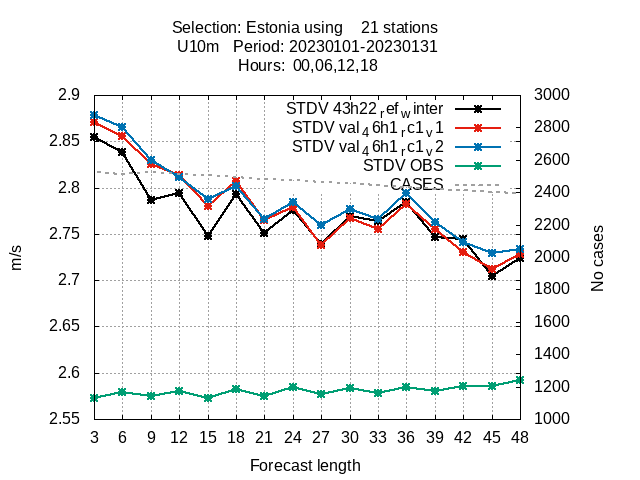 Selection: Estonia using    21 stations
U10m   Period: 20230101-20230131
Hours:  00,06,12,18
2.9
2.85
2.8
2.75
2.7
2.65
2.6
2.55
m/s
STDV 43h22_ref_winter
STDV val_46h1_rc1_v1
STDV val_46h1_rc1_v2
STDV OBS
CASES
3000
2800
2600
2400
2200
2000
1800
1600
1400
1200
1000
No cases
3 6 9 12 15 18 21 24 27 30 33 36 39 42 45 48
Forecast length